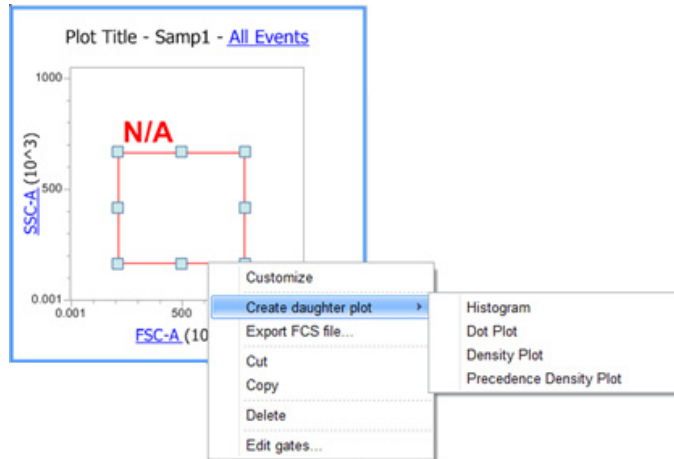 Plot Title - Samp1 - All Events
1000
N/A
SSC-A (10^3)
500
0.001
0.001
500
FSC-A (10
Customize
Create daughter plot
Export FCS file...
Cut
Copy
Delete
Edit gates...
Histogram
Dot Plot
Density Plot
Precedence Density Plot